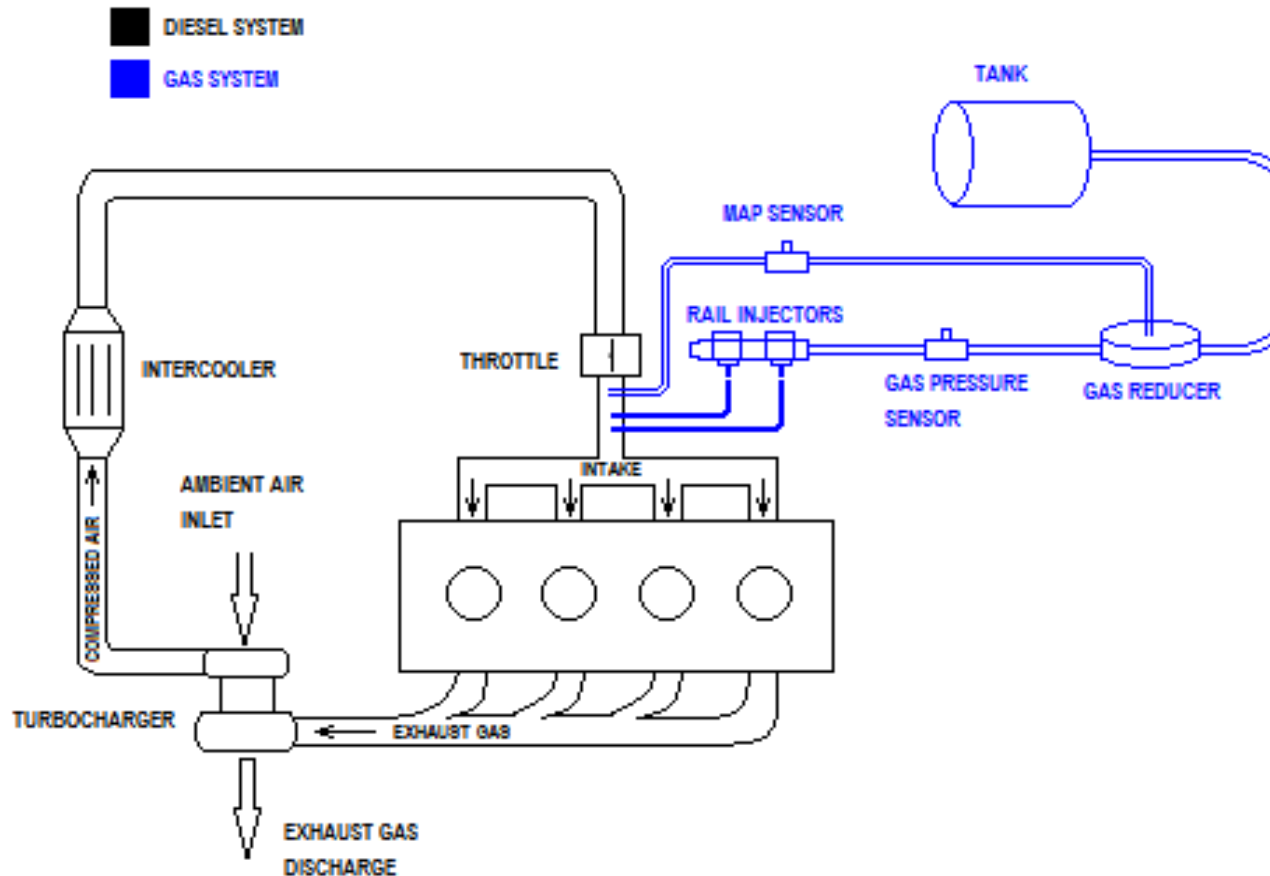 DIESEL SYSTEM
GAS SYSTEM
TANK
MAP SENSOR
RAIL INJECTORS
THROTTLE
INTERCOOLER
GAS PRESSURE
SENSOR
GAS REDUCER
INTAKE
AMBIENT AIR
INLET
COMPRESSED AIR
TURBOCHARGER
EXHAUST GAS
EXHAUST GAS
DISCHARGE